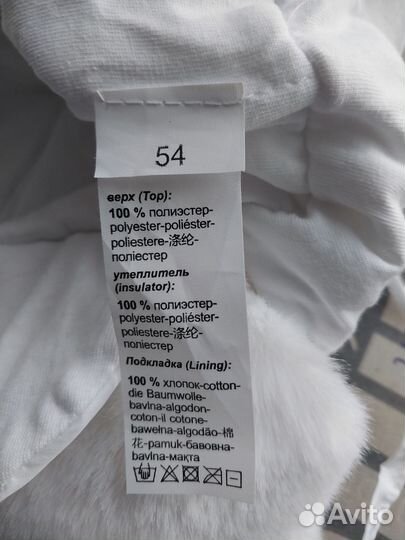 54
верх (Top):
100 % полиэстер-
polyester-poliéster-
poliestere-涤纶-
поліестер
утеплитель
(insulator):
100 % полиэстер-
polyester-poliéster-
poliestere-涤纶-
поліестер
Подкладка (Lining):
100 % хлопок-cotton-
die Baumwolle-
bavlna-algodon-
coton-il cotone-
bawełna-algodão-棉
花-pamuk-бавовна-
bavlna-мақта
Avito